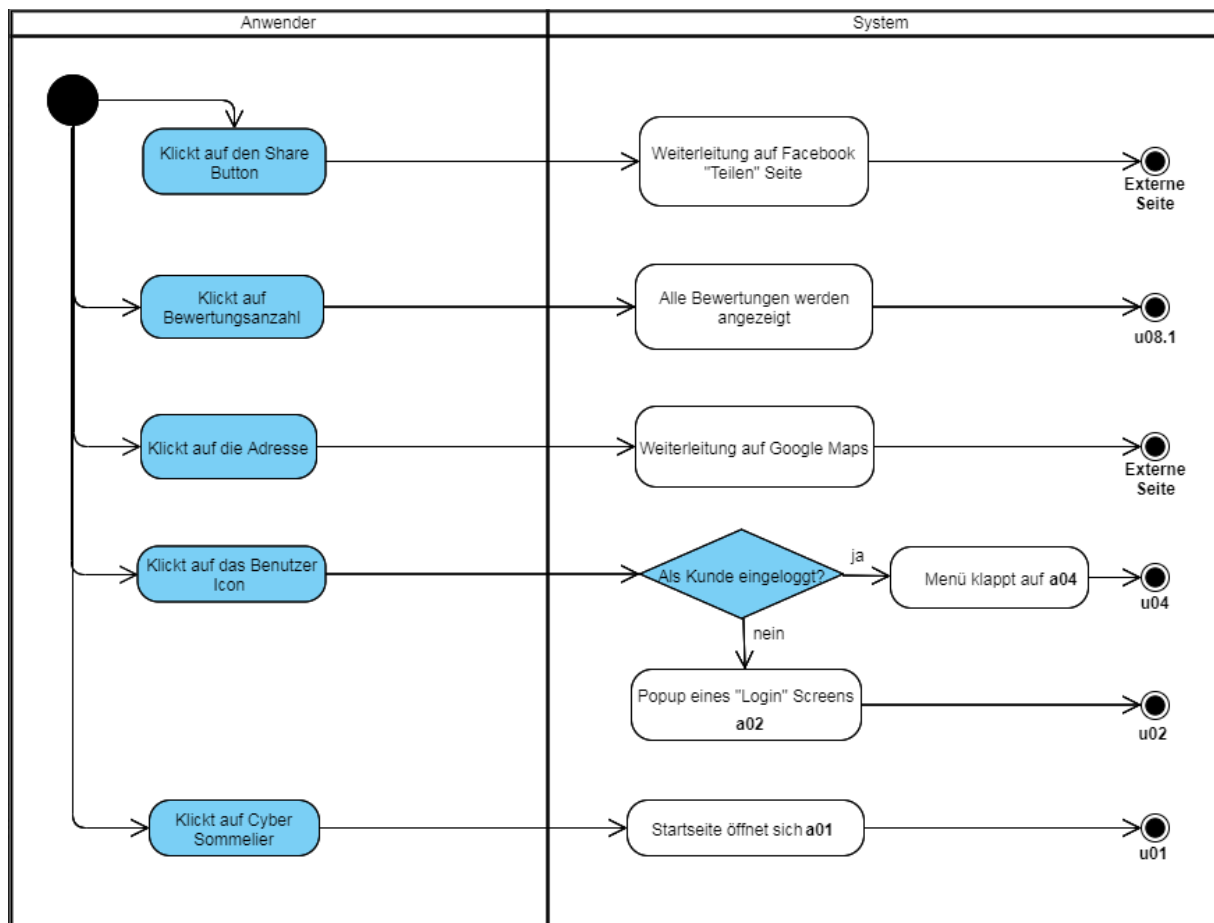 Anwender
System
Klickt auf den Share
Button
Weiterleitung auf Facebook
"Teilen" Seite
Externe
Seite
Klickt auf
Bewertungsanzahl
Alle Bewertungen werden
angezeigt
u08.1
Klickt auf die Adresse
Weiterleitung auf Google Maps
Externe
Seite
Klickt auf das Benutzer
Icon
Als Kunde eingeloggt?
ja
Menü klappt auf a04
u04
nein
Popup eines "Login" Screens
a02
u02
Klickt auf Cyber
Sommelier
Startseite öffnet sich a01
u01